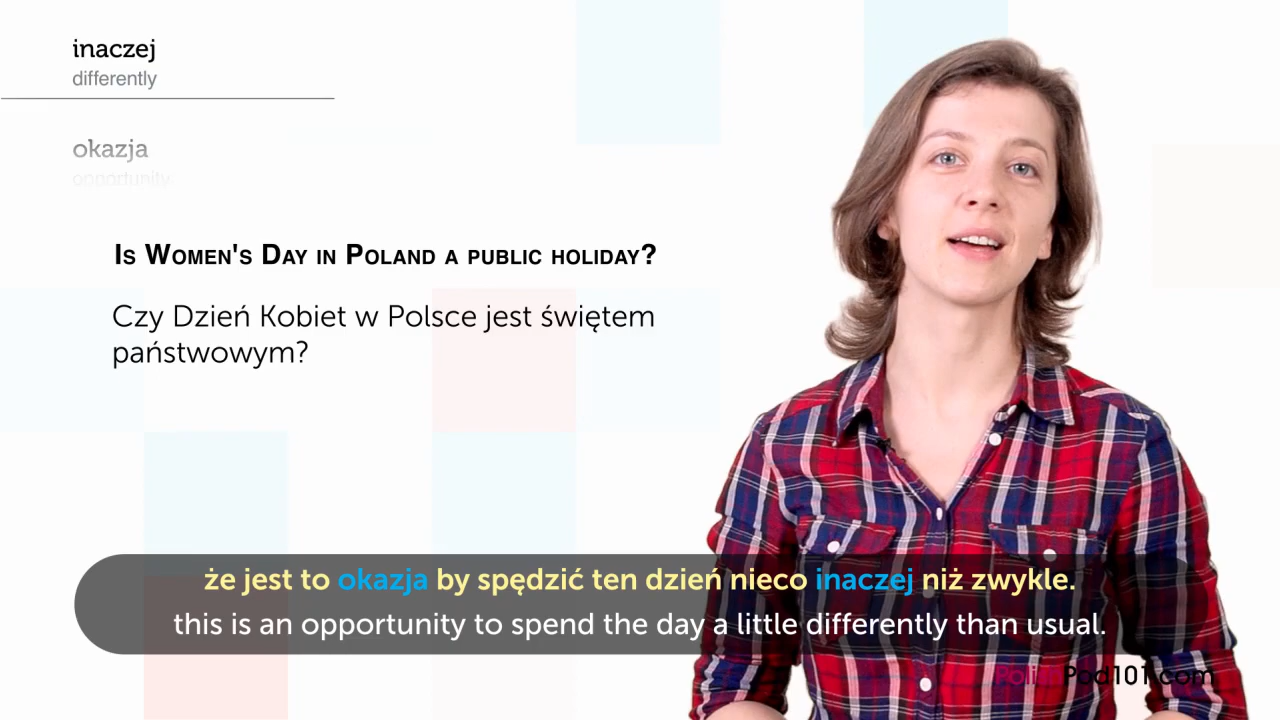 inaczej
differently
okazja
opportunity
Is Women's Day in Poland a public holiday?
Czy Dzień Kobiet w Polsce jest świętem
państwowym?
że jest to okazja by spędzić ten dzień nieco inaczej niż zwykle.
this is an opportunity to spend the day a little differently than usual.
PolishPod101.com